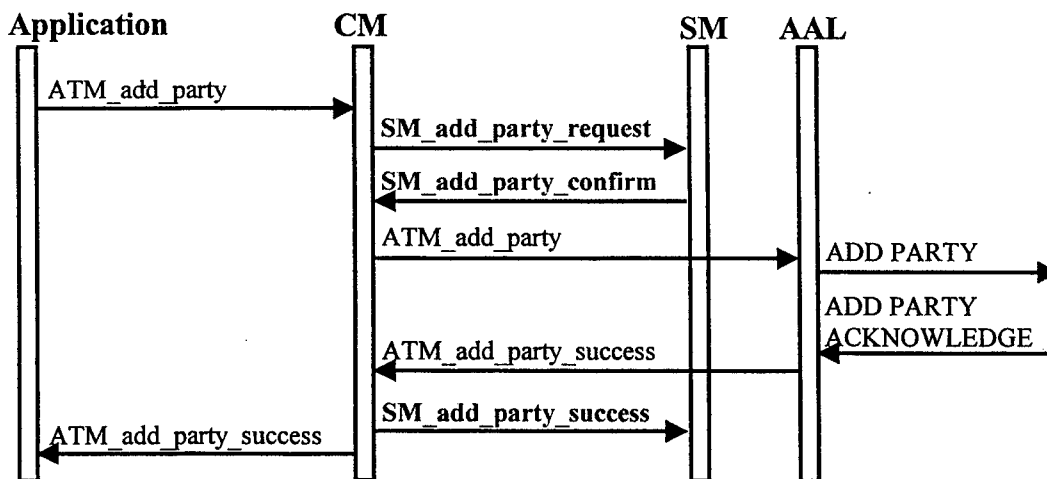 Application CM SM AAL
ATM_add_party
SM_add_party_request
SM_add_party_confirm
ATM_add_party
ADD PARTY
ADD PARTY
ACKNOWLEDGE
ATM_add_party_success
SM_add_party_success
ATM_add_party_success